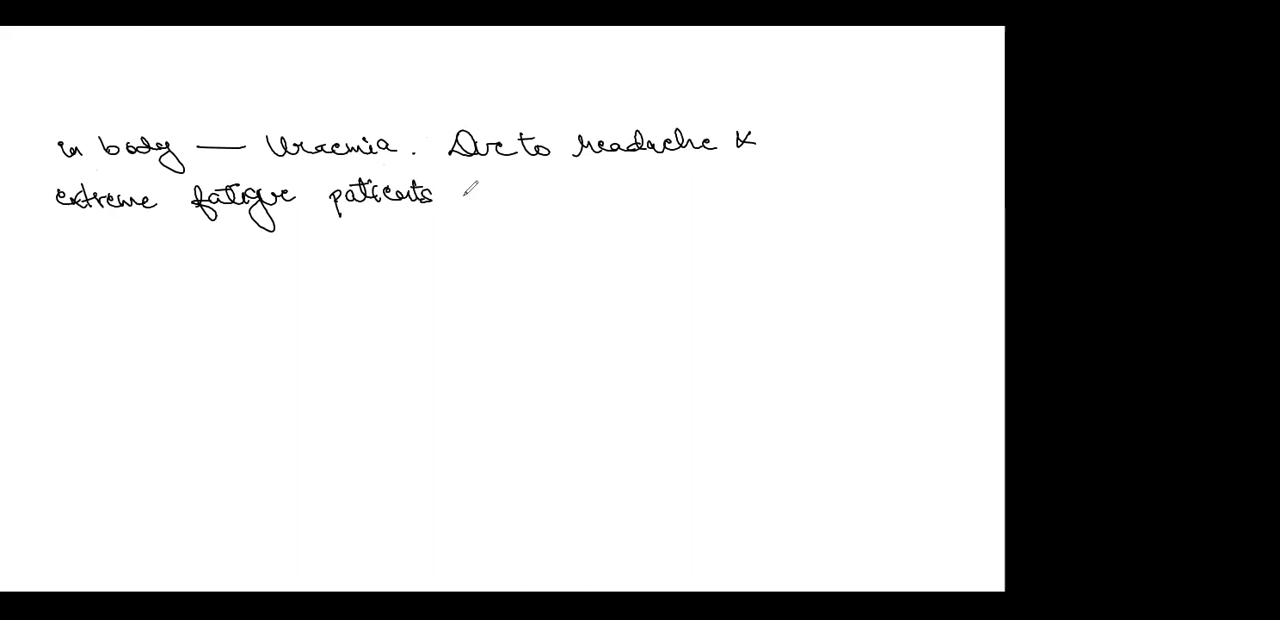 in body — Uraemia. Due to headache &
extreme fatigue patients